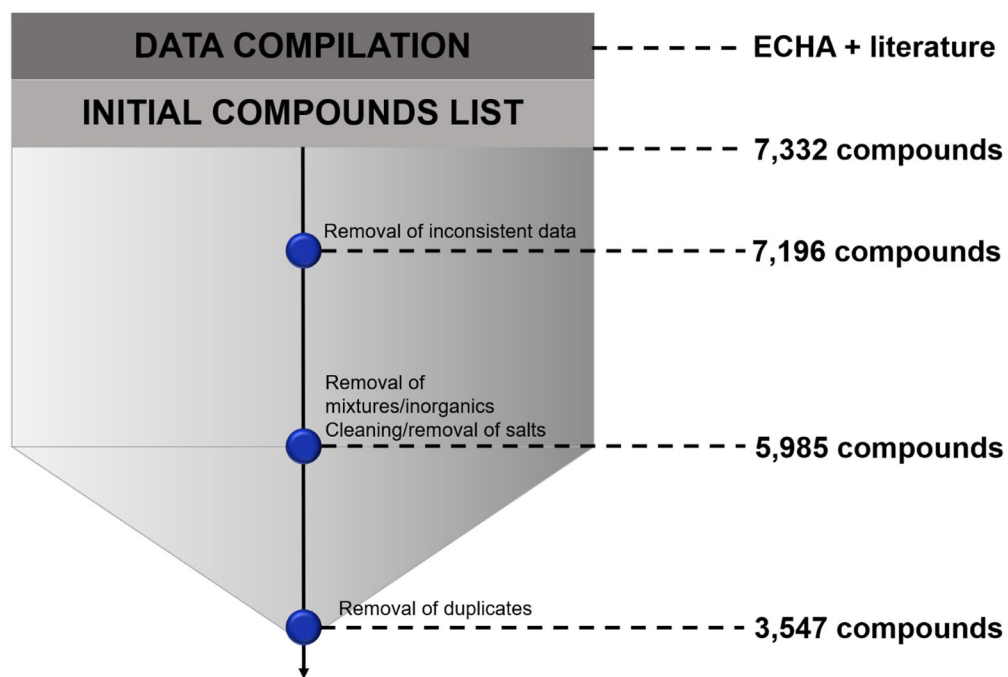 DATA COMPILATION
ECHA + literature
INITIAL COMPOUNDS LIST
7,332 compounds
Removal of inconsistent data
7,196 compounds
Removal of
mixtures/inorganics
Cleaning/removal of salts
5,985 compounds
Removal of duplicates
3,547 compounds